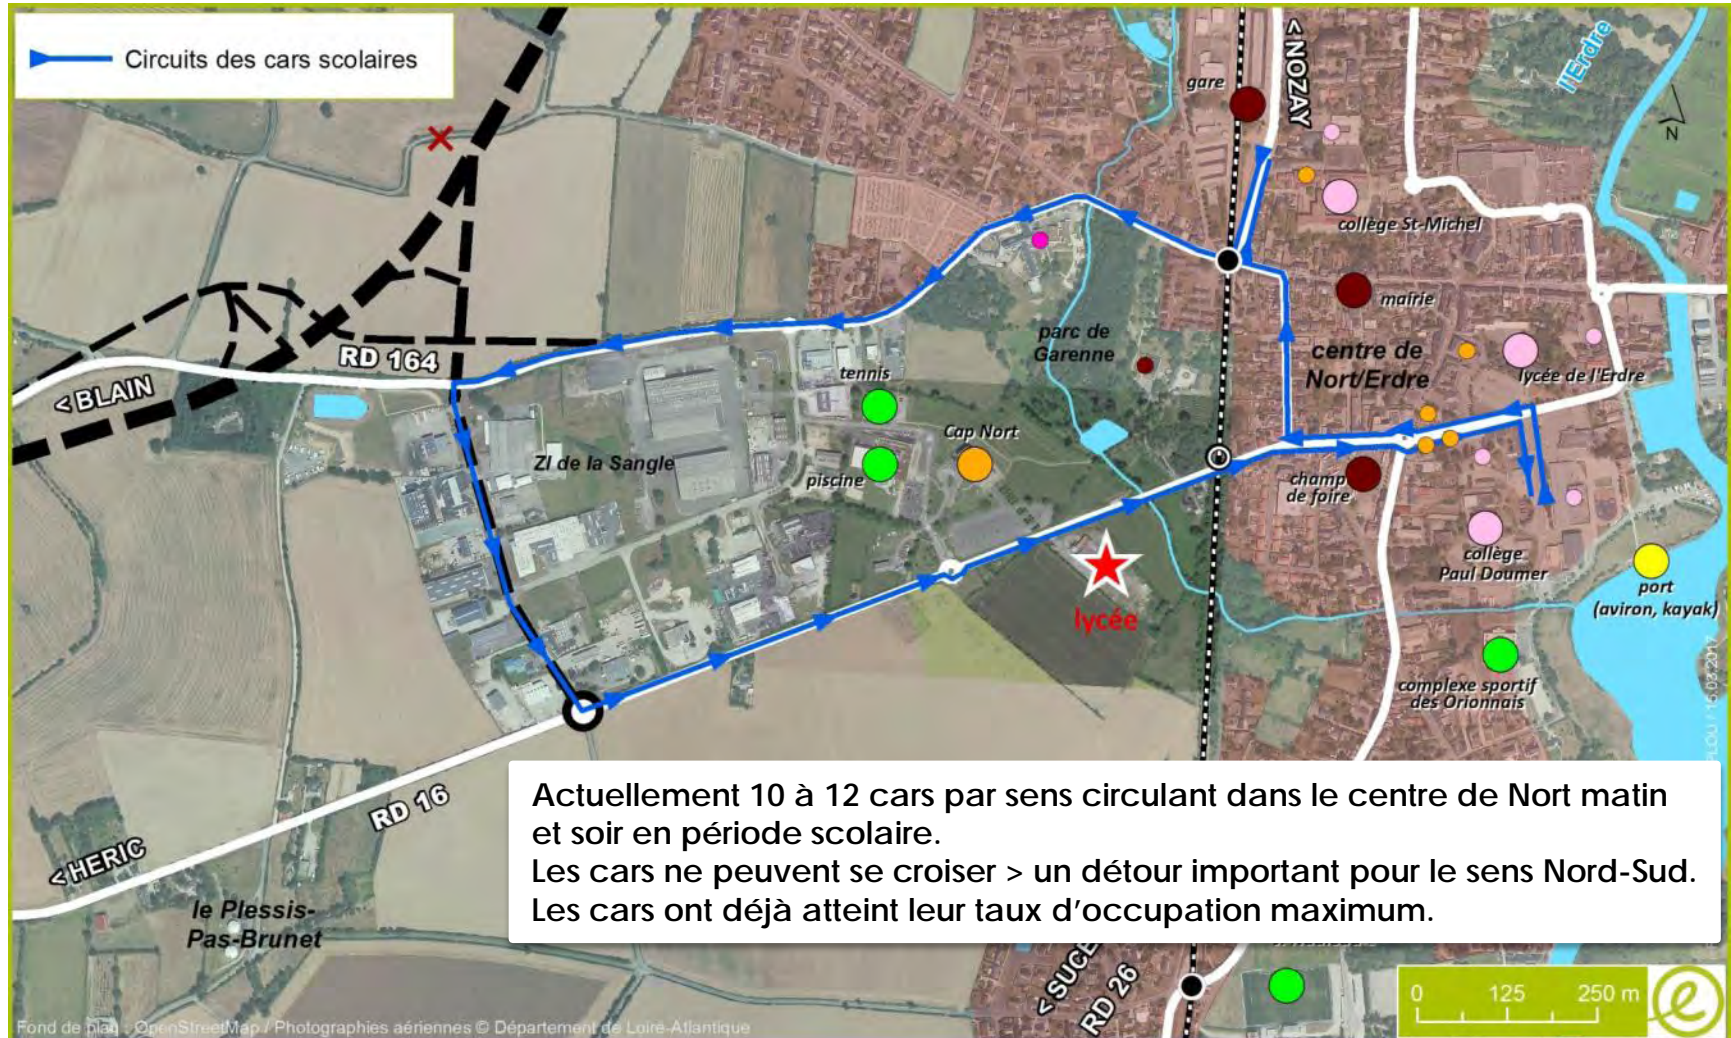 Circuits des cars scolaires
gare
< NOZAY
l'Erdre
N
collège St-Michel
mairie
parc de
Garenne
centre de
Nort/Erdre
lycée de l'Erdre
RD 164
< BLAIN
tennis
Cap Nort
ZI de la Sangle
piscine
champ
de foire
collège
Paul Doumer
port
(aviron, kayak)
lycée
complexe sportif
des Orionnais
RD 16
< HERIC
le Plessis-
Pas-Brunet
Actuellement 10 à 12 cars par sens circulant dans le centre de Nort matin
et soir en période scolaire.
Les cars ne peuvent se croiser > un détour important pour le sens Nord-Sud.
Les cars ont déjà atteint leur taux d'occupation maximum.
< SUCE
RD 26
0 125 250 m
e
Fond de plan : OpenStreetMap / Photographies aériennes © Département de Loire-Atlantique